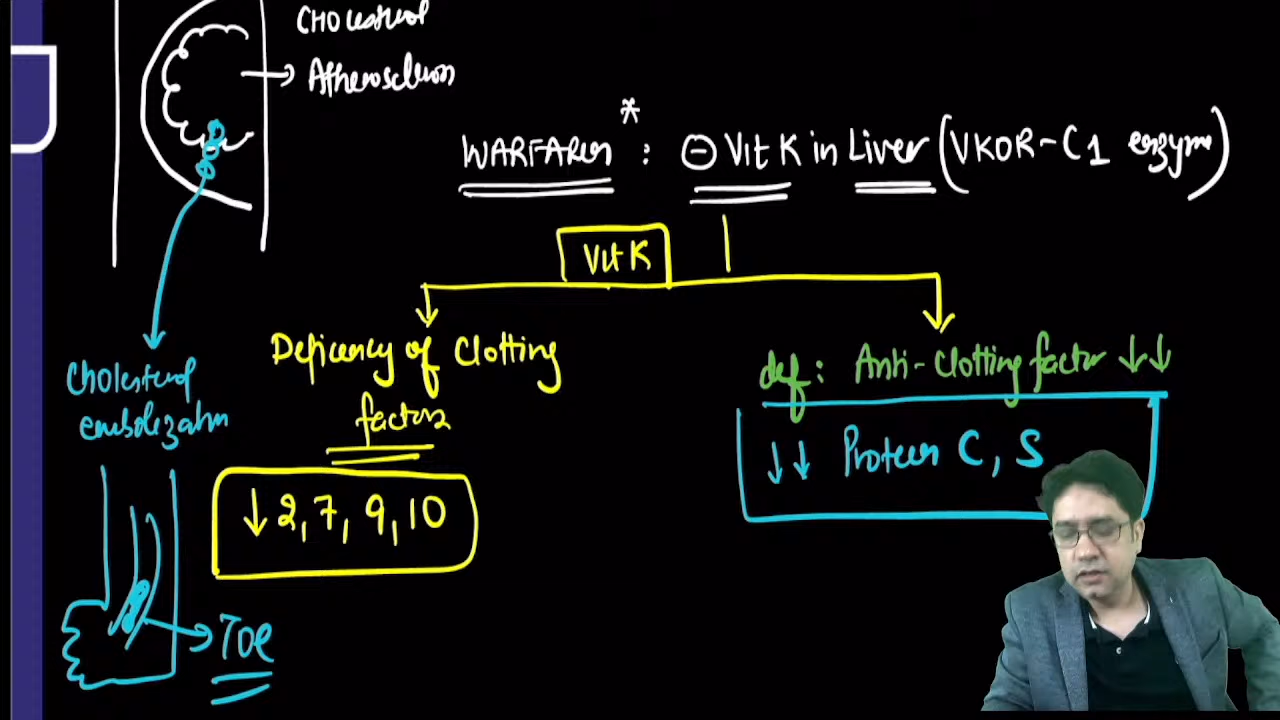 Cholesterol
Atherosclerosis
WARFARIN * : ⊖ Vit K in Liver (VKOR-C1 enzyme)
Vit K
Deficiency of Clotting
factors
↓ 2, 7, 9, 10
def : Anti-Clotting factor ↓↓
↓↓ Protein C, S
Cholesterol
embolization
TOE